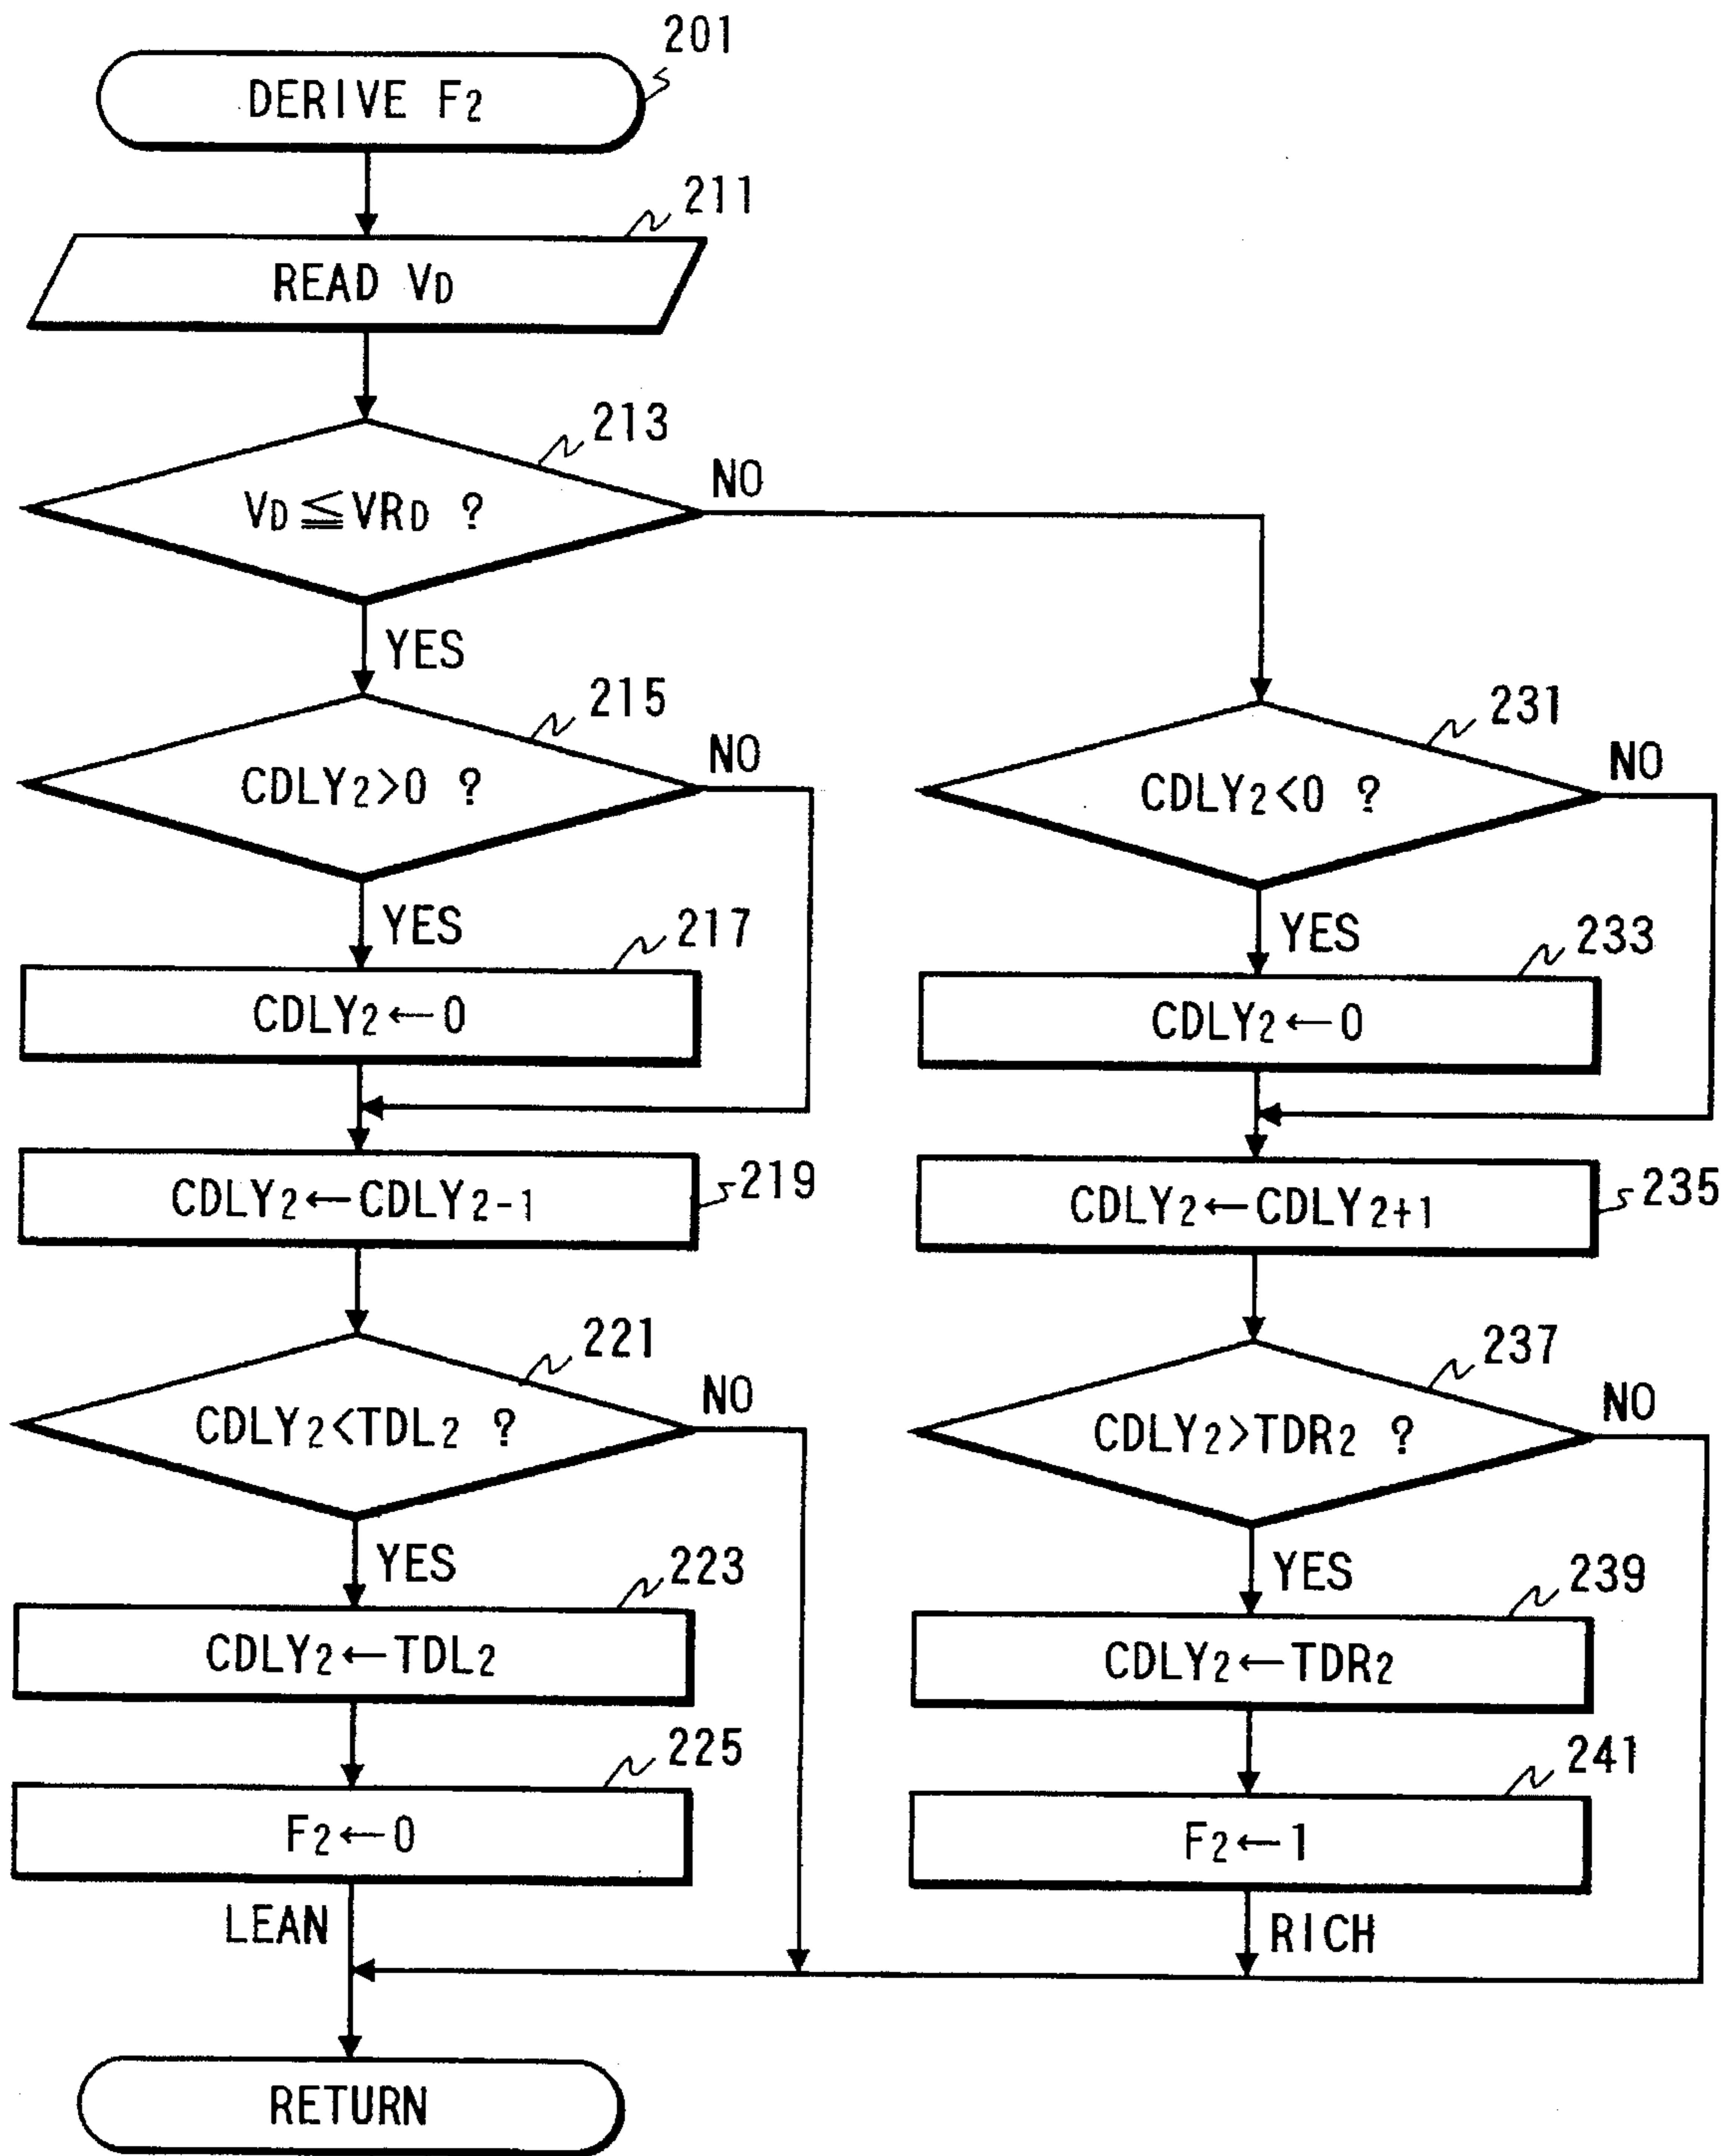 201
DERIVE F₂
211
READ VD
213
VD≦VRD ?
NO
YES
215
CDLY₂>0 ?
NO
YES
217
CDLY₂←0
CDLY₂←CDLY₂₋₁
219
221
CDLY₂<TDL₂ ?
NO
YES
223
CDLY₂←TDL₂
225
F₂←0
LEAN
231
CDLY₂<0 ?
NO
YES
233
CDLY₂←0
CDLY₂←CDLY₂₊₁
235
237
CDLY₂>TDR₂ ?
NO
YES
239
CDLY₂←TDR₂
241
F₂←1
RICH
RETURN